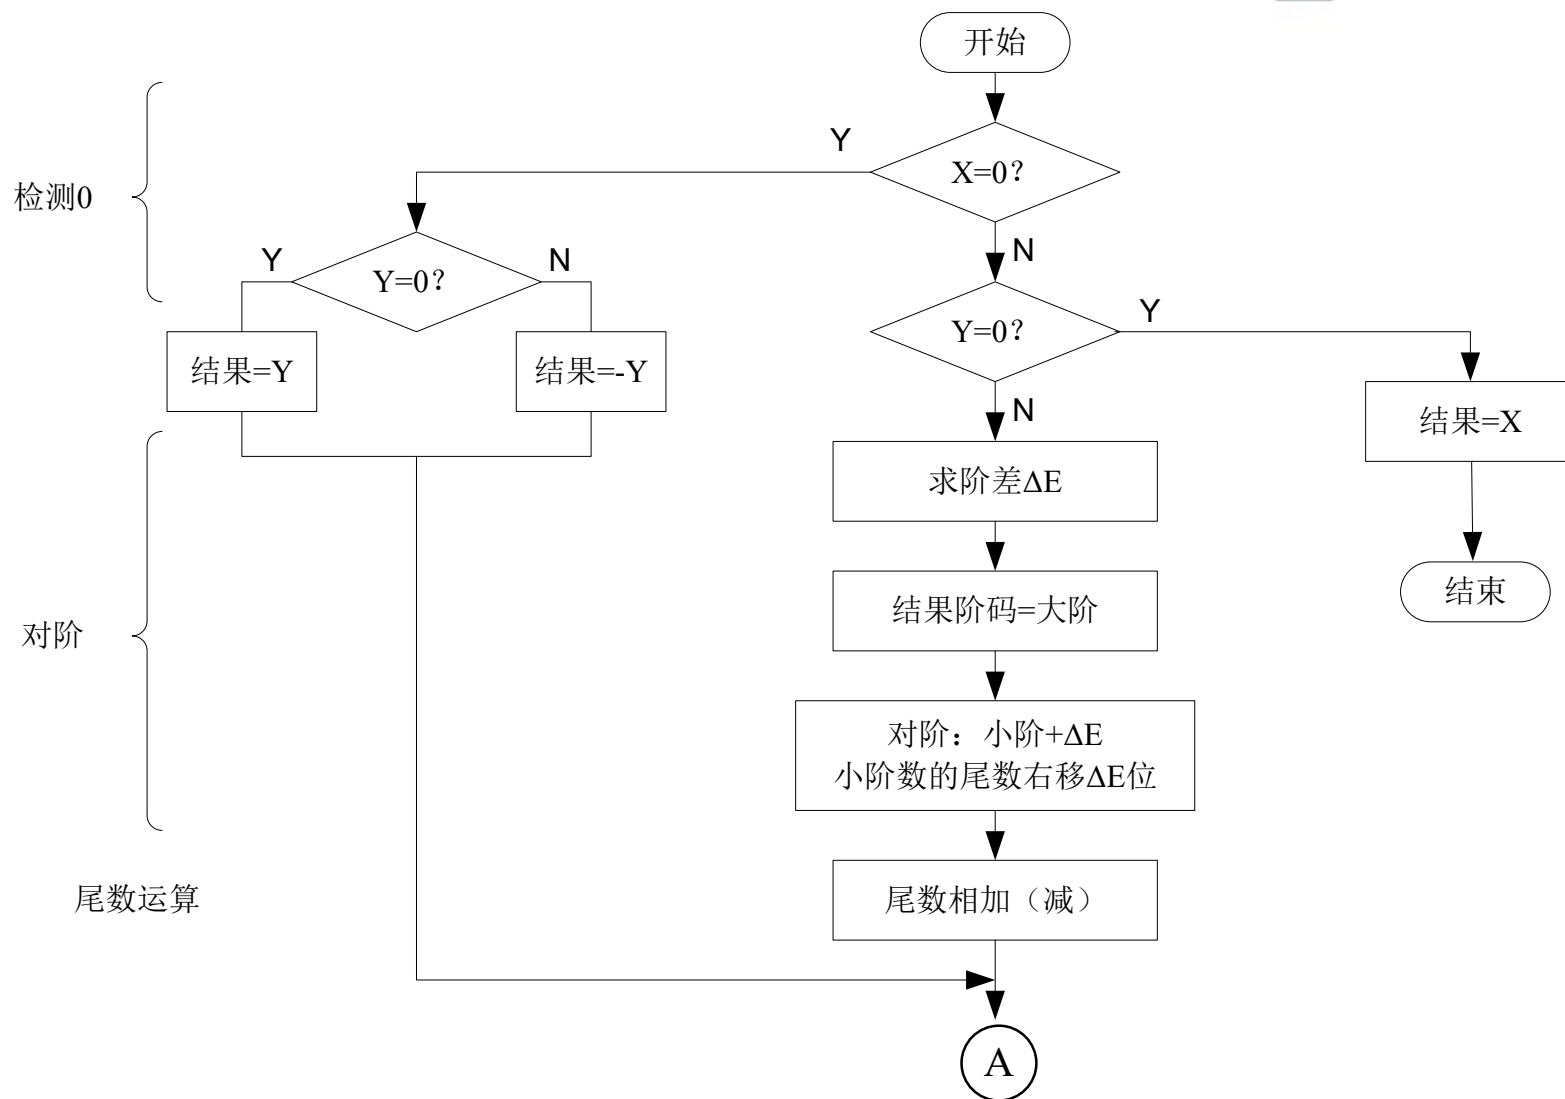 开始
Y
X=0？
检测0
N
Y
Y=0？
N
Y=0？
Y
结果=Y
结果=-Y
结果=X
N
求阶差ΔE
结束
结果阶码=大阶
对阶
对阶：小阶+ΔE
小阶数的尾数右移ΔE位
尾数运算
尾数相加（减）
A